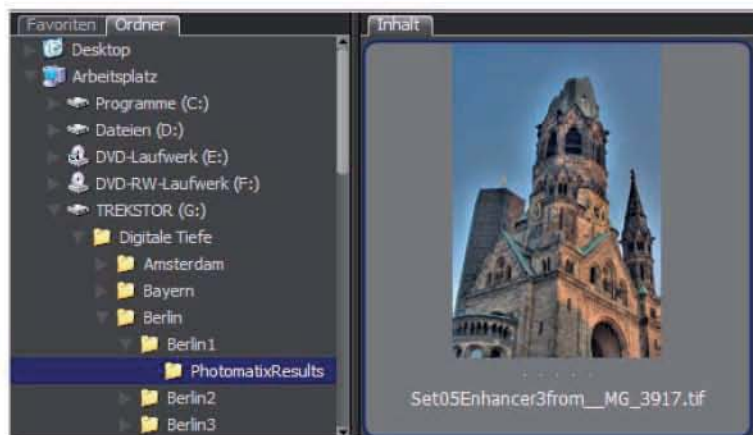 Favoriten Ordner
Desktop
Arbeitsplatz
Programme (C:)
Dateien (D:)
DVD-Laufwerk (E:)
DVD-RW-Laufwerk (F:)
TREKSTOR (G:)
Digitale Tiefe
Amsterdam
Bayern
Berlin
Berlin1
PhotomatixResults
Berlin2
Berlin3
Inhalt
Set05Enhancer3from__MG_3917.tif